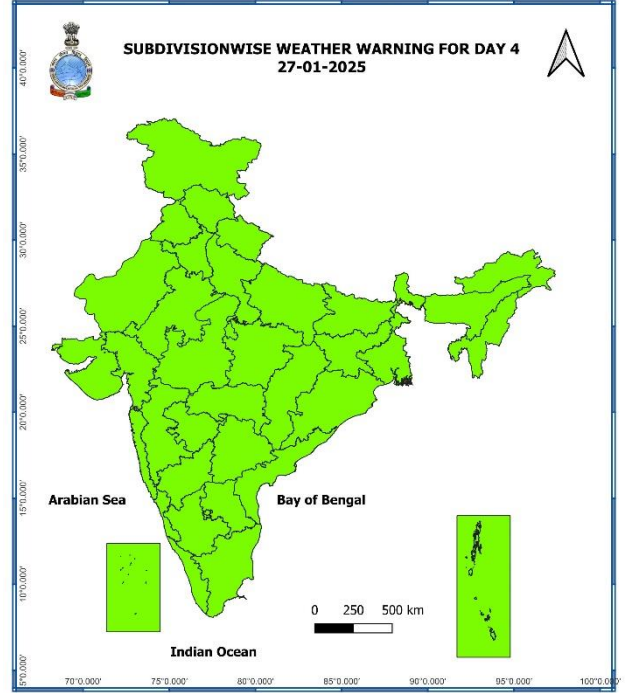 SUBDIVISIONWISE WEATHER WARNING FOR DAY 4
27-01-2025
40°0.000'
35°0.000'
30°0.000'
25°0.000'
20°0.000'
15°0.000'
10°0.000'
5°0.000'
Arabian Sea
Bay of Bengal
0 250 500 km
Indian Ocean
70°0.000' 75°0.000' 80°0.000' 85°0.000' 90°0.000' 95°0.000' 100°0.000'